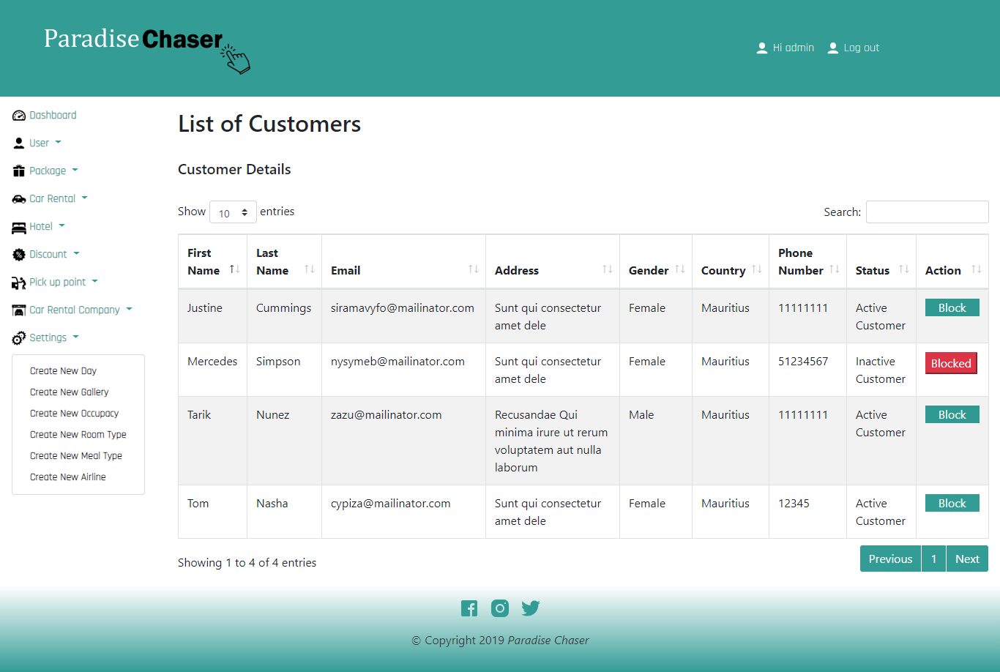 Paradise Chaser
Hi admin
Log out
Dashboard
User
Package
Car Rental
Hotel
Discount
Pick up point
Car Rental Company
Settings
Create New Day
Create New Gallery
Create New Occupacy
Create New Room Type
Create New Meal Type
Create New Airline
List of Customers
Customer Details
Show 10 entries
Search:
First Name
Last Name
Email
Address
Gender
Country
Phone Number
Status
Action
Justine
Cummings
siramavyfo@mailinator.com
Sunt qui consectetur
amet dele
Female
Mauritius
11111111
Active
Customer
Block
Mercedes
Simpson
nysymeb@mailinator.com
Sunt qui consectetur
amet dele
Female
Mauritius
51234567
Inactive
Customer
Blocked
Tarik
Nunez
zazu@mailinator.com
Recusandae Qui
minima irure ut rerum
voluptatem aut nulla
laborum
Male
Mauritius
11111111
Active
Customer
Block
Tom
Nasha
cypiza@mailinator.com
Sunt qui consectetur
amet dele
Female
Mauritius
12345
Active
Customer
Block
Showing 1 to 4 of 4 entries
Previous 1 Next
© Copyright 2019 Paradise Chaser